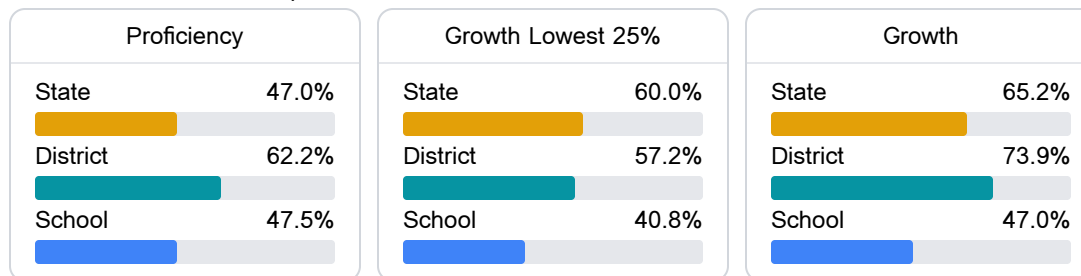 Proficiency
State 47.0%
District 62.2%
School 47.5%
Growth Lowest 25%
State 60.0%
District 57.2%
School 40.8%
Growth
State 65.2%
District 73.9%
School 47.0%